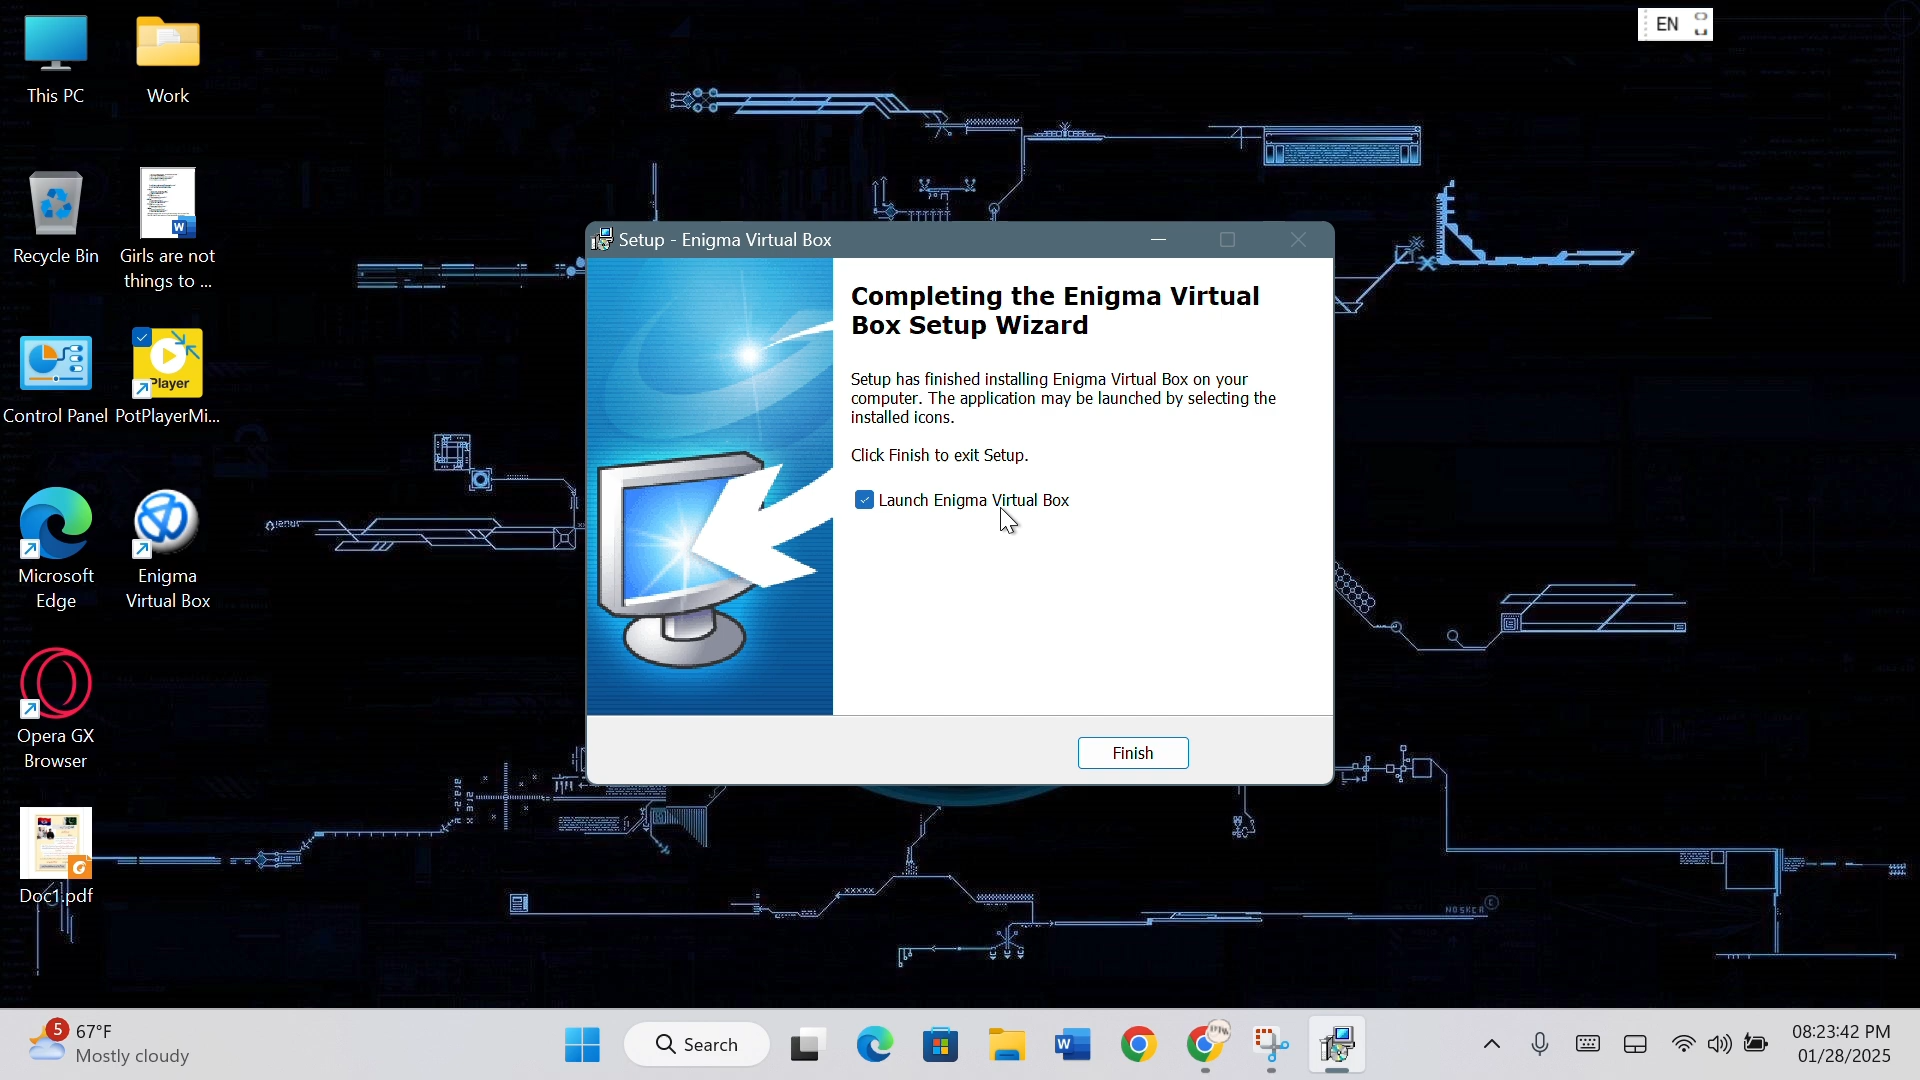 EN
This PC
Work
Recycle Bin
Girls are not
things to ...
Control Panel
Player
PotPlayerMi...
Microsoft
Edge
Enigma
Virtual Box
Opera GX
Browser
Doc1.pdf
Setup - Enigma Virtual Box
Completing the Enigma Virtual
Box Setup Wizard
Setup has finished installing Enigma Virtual Box on your
computer. The application may be launched by selecting the
installed icons.
Click Finish to exit Setup.
Launch Enigma Virtual Box
Finish
NOSKER
5
67°F
Mostly cloudy
Search
08:23:42 PM
01/28/2025